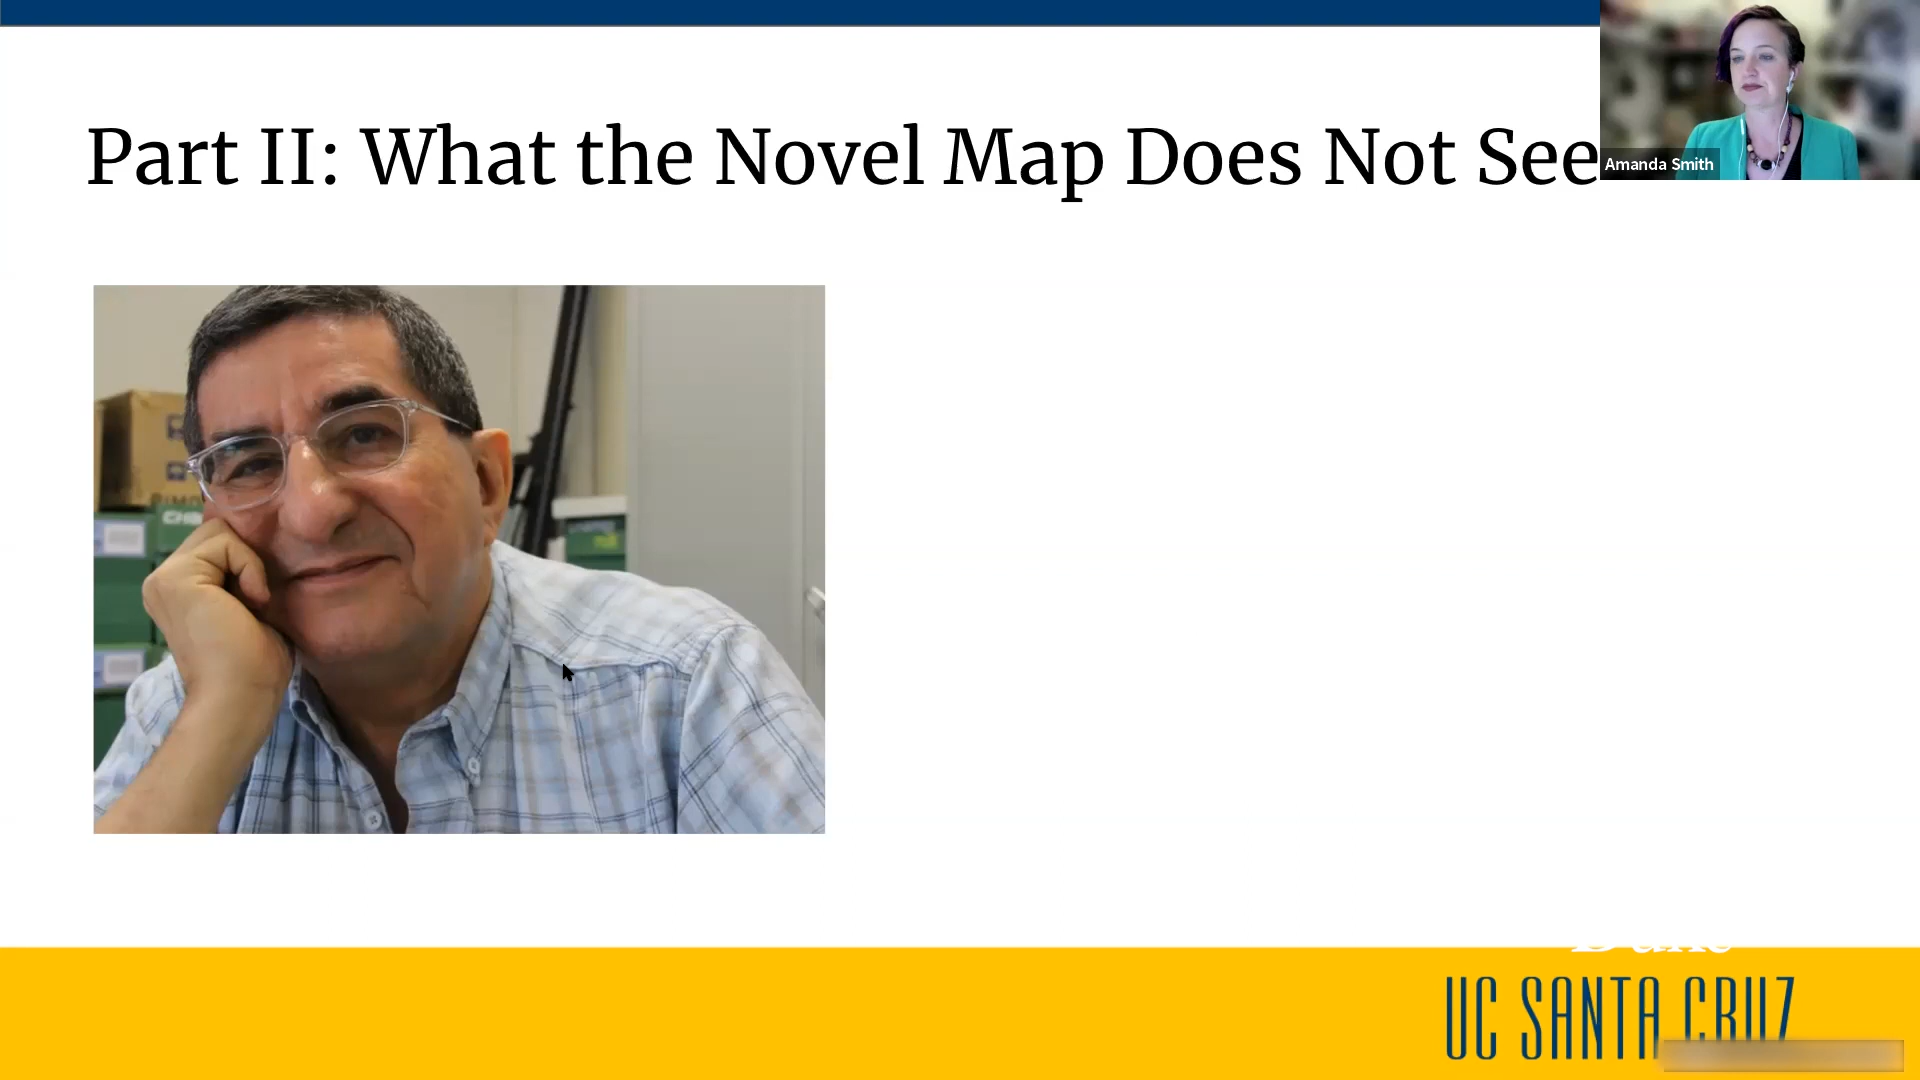 Part II: What the Novel Map Does Not See
Amanda Smith
UC SANTA CRUZ